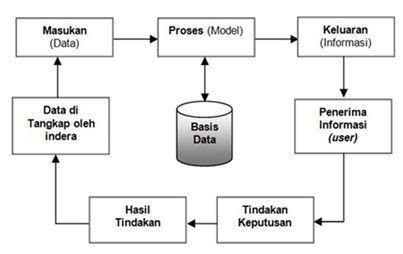 Masukan
(Data)
Proses (Model)
Keluaran
(Informasi)
Data di
Tangkap oleh
indera
Basis
Data
Penerima
Informasi
(user)
Hasil
Tindakan
Tindakan
Keputusan